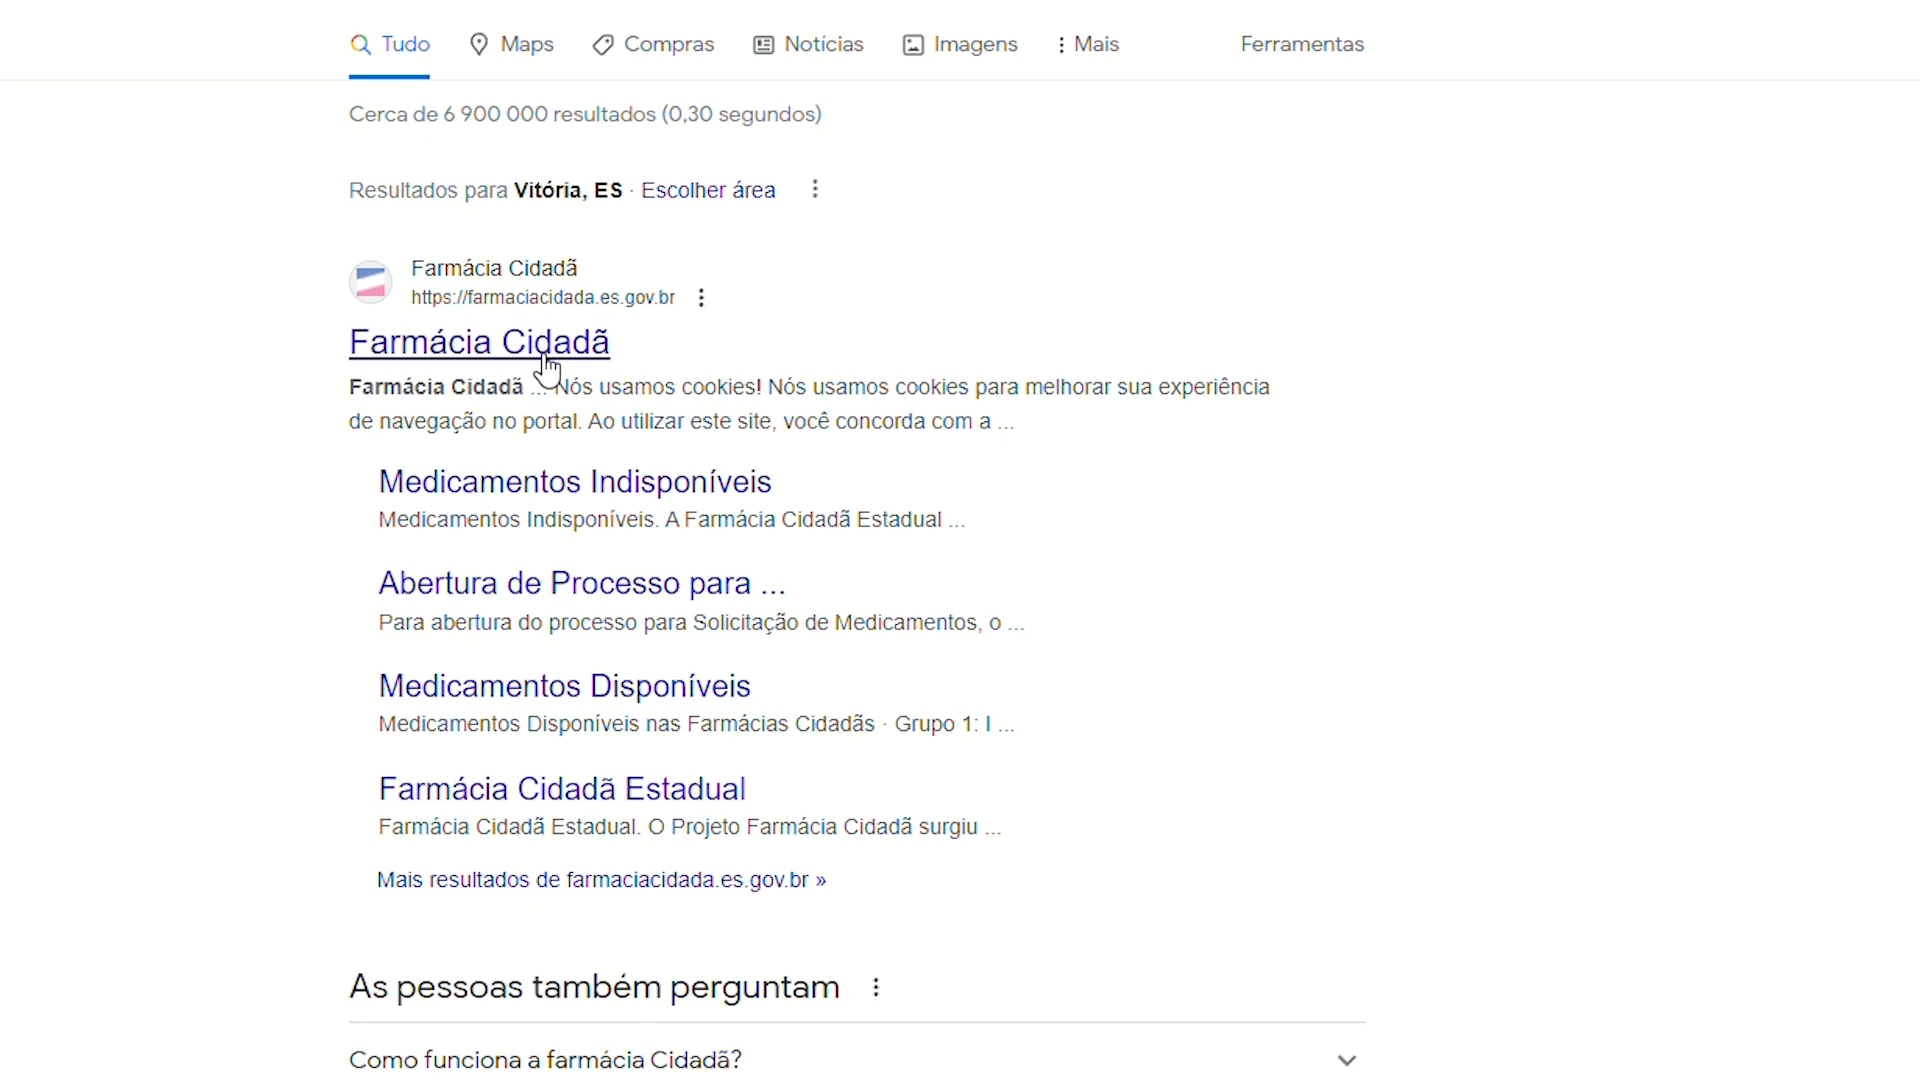 Tudo Maps Compras Notícias Imagens Mais Ferramentas
Cerca de 6 900 000 resultados (0,30 segundos)
Resultados para Vitória, ES · Escolher área
Farmácia Cidadã
https://farmaciacidada.es.gov.br
Farmácia Cidadã
Farmácia Cidadã ... Nós usamos cookies! Nós usamos cookies para melhorar sua experiência
de navegação no portal. Ao utilizar este site, você concorda com a ...
Medicamentos Indisponíveis
Medicamentos Indisponíveis. A Farmácia Cidadã Estadual ...
Abertura de Processo para ...
Para abertura do processo para Solicitação de Medicamentos, o ...
Medicamentos Disponíveis
Medicamentos Disponíveis nas Farmácias Cidadãs · Grupo 1: I ...
Farmácia Cidadã Estadual
Farmácia Cidadã Estadual. O Projeto Farmácia Cidadã surgiu ...
Mais resultados de farmaciacidada.es.gov.br »
As pessoas também perguntam
Como funciona a farmácia Cidadã?